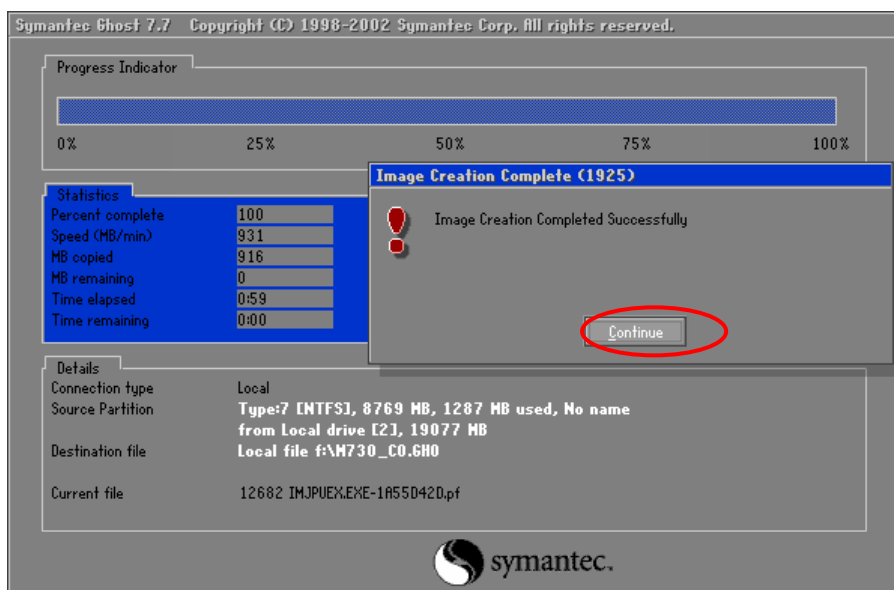 Symantec Ghost 7.7 Copyright (C) 1998-2002 Symantec Corp. All rights reserved.
Progress Indicator
0% 25% 50% 75% 100%
Image Creation Complete (1925)
Image Creation Completed Successfully
Continue
Statistics
Percent complete 100
Speed (MB/min) 931
MB copied 916
MB remaining 0
Time elapsed 0:59
Time remaining 0:00
Details
Connection type Local
Source Partition Type:7 [NTFS], 8769 MB, 1287 MB used, No name
from Local drive [2], 19077 MB
Destination file Local file f:\M730_C0.GHO
Current file 12682 IMJPUEX.EXE-1A55D42D.pf
symantec.